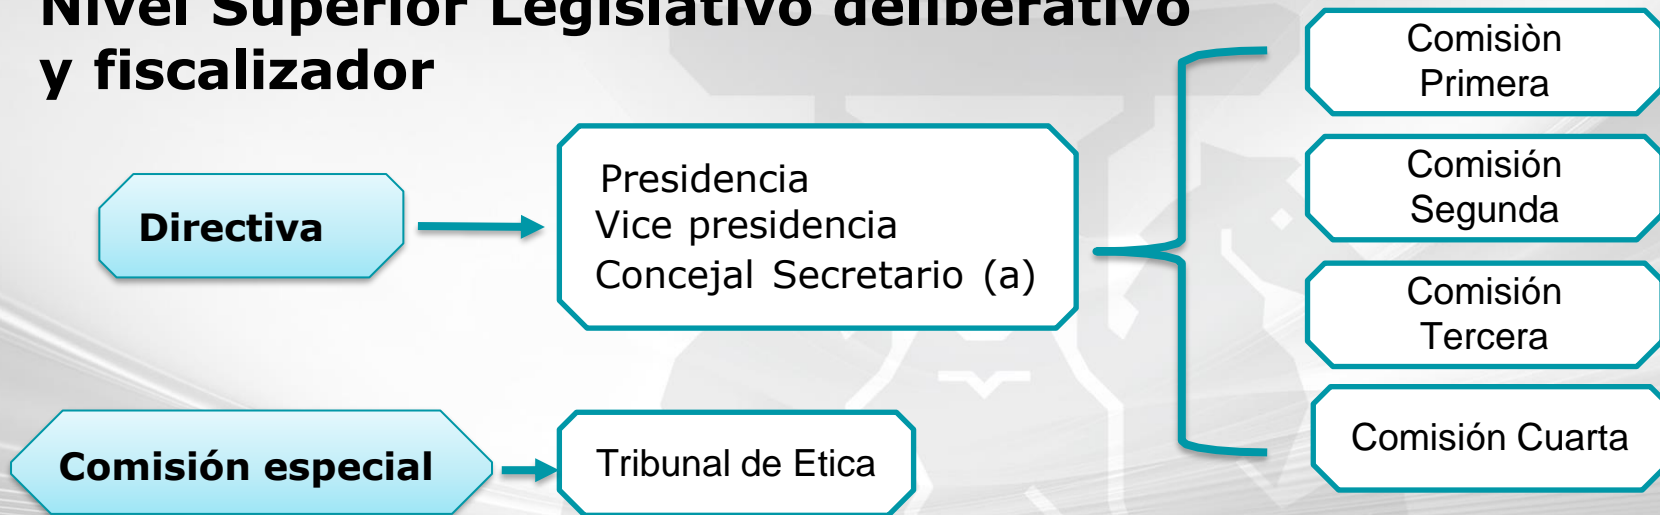 Nivel Superior Legislativo deliberativo
y fiscalizador
Directiva
Presidencia
Vice presidencia
Concejal Secretario (a)
Comisiòn
Primera
Comisión
Segunda
Comisión
Tercera
Comisión Cuarta
Comisión especial
Tribunal de Etica